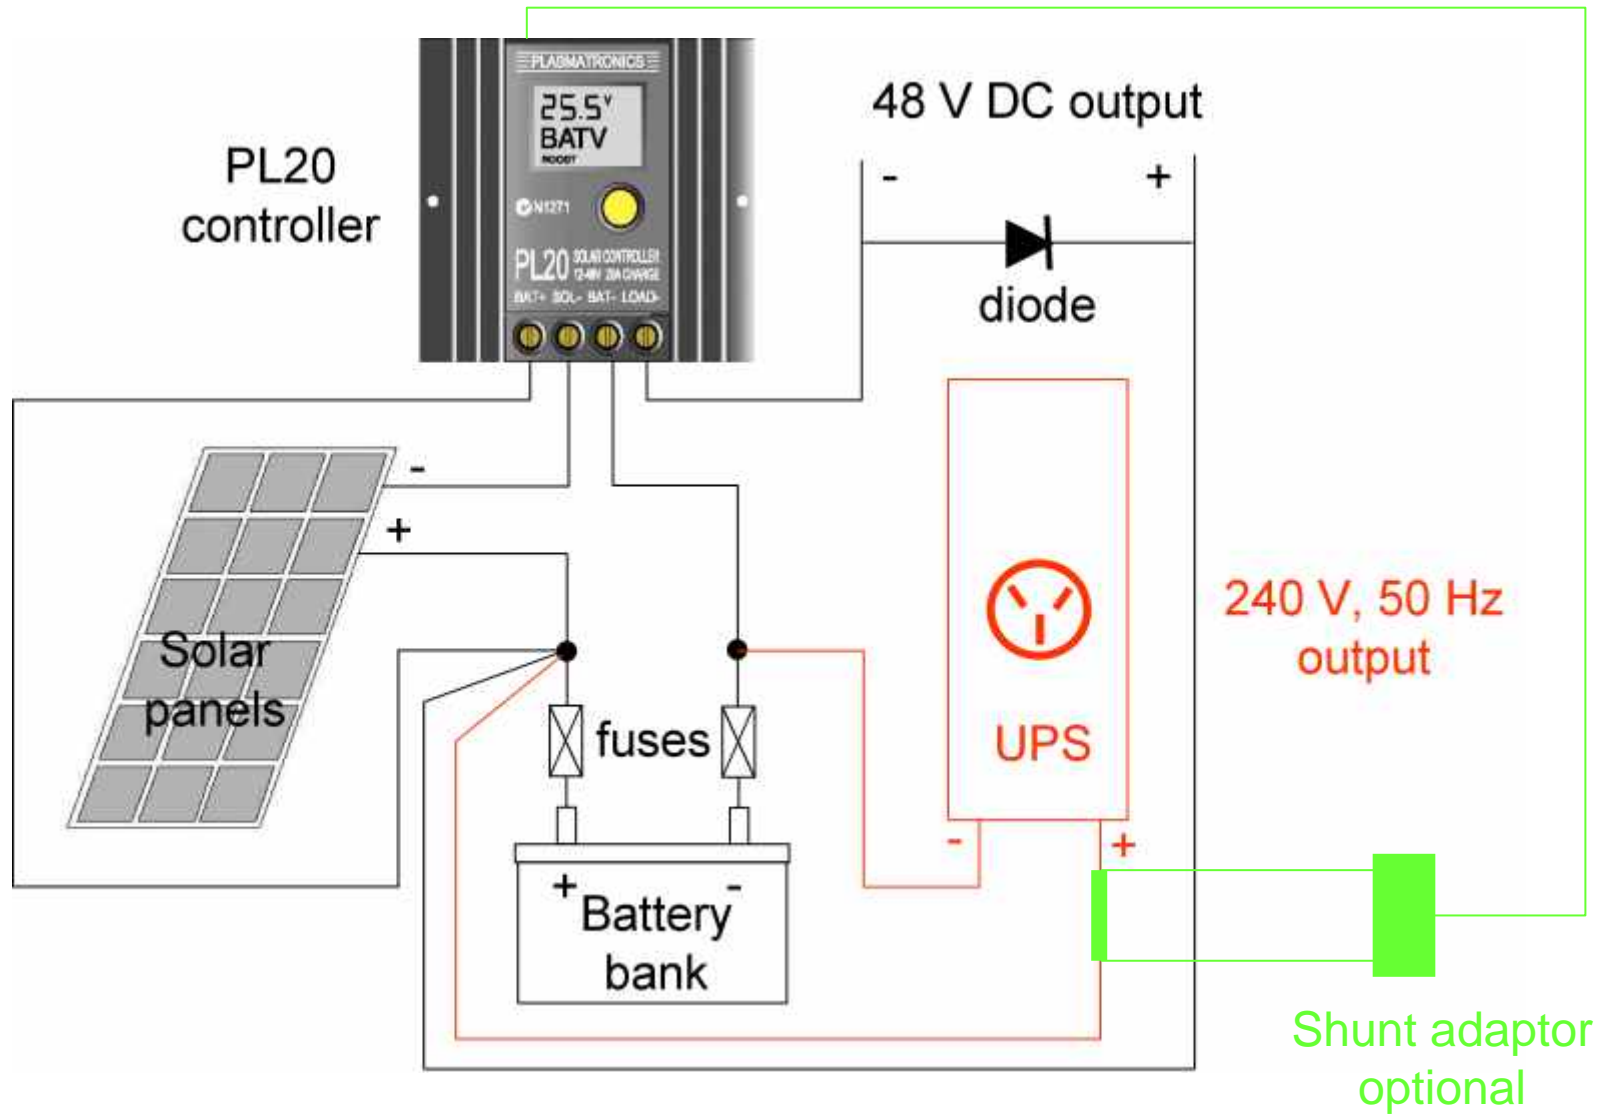 PLASMATRONICS
25.5V
BATV
BOOST
N1271
PL20 SOLAR CONTROLLER
12-48V 20A CHARGE
BAT+ SOL- BAT- LOAD-
PL20
controller
48 V DC output
- +
diode
-
+
Solar
panels
fuses
+ -
Battery
bank
240 V, 50 Hz
output
UPS
- +
Shunt adaptor
optional